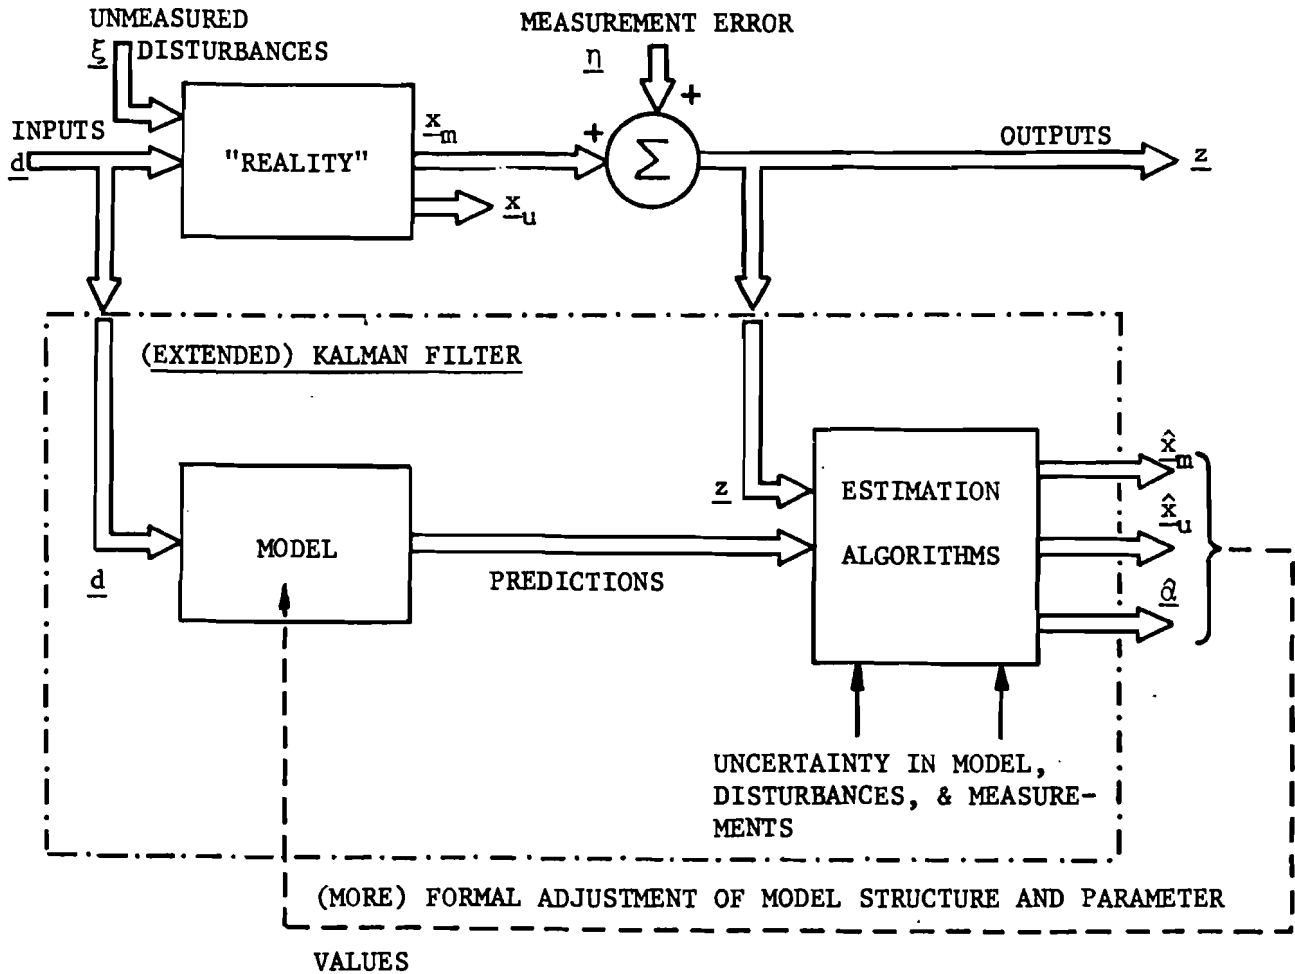 UNMEASURED
ξ DISTURBANCES
MEASUREMENT ERROR
η
+
INPUTS
d
"REALITY"
x_m
+
Σ
OUTPUTS
z
x_u
(EXTENDED) KALMAN FILTER
z
ESTIMATION
ALGORITHMS
x̂_m
x̂_u
α̂
MODEL
d
PREDICTIONS
UNCERTAINTY IN MODEL,
DISTURBANCES, & MEASURE-
MENTS
(MORE) FORMAL ADJUSTMENT OF MODEL STRUCTURE AND PARAMETER
VALUES